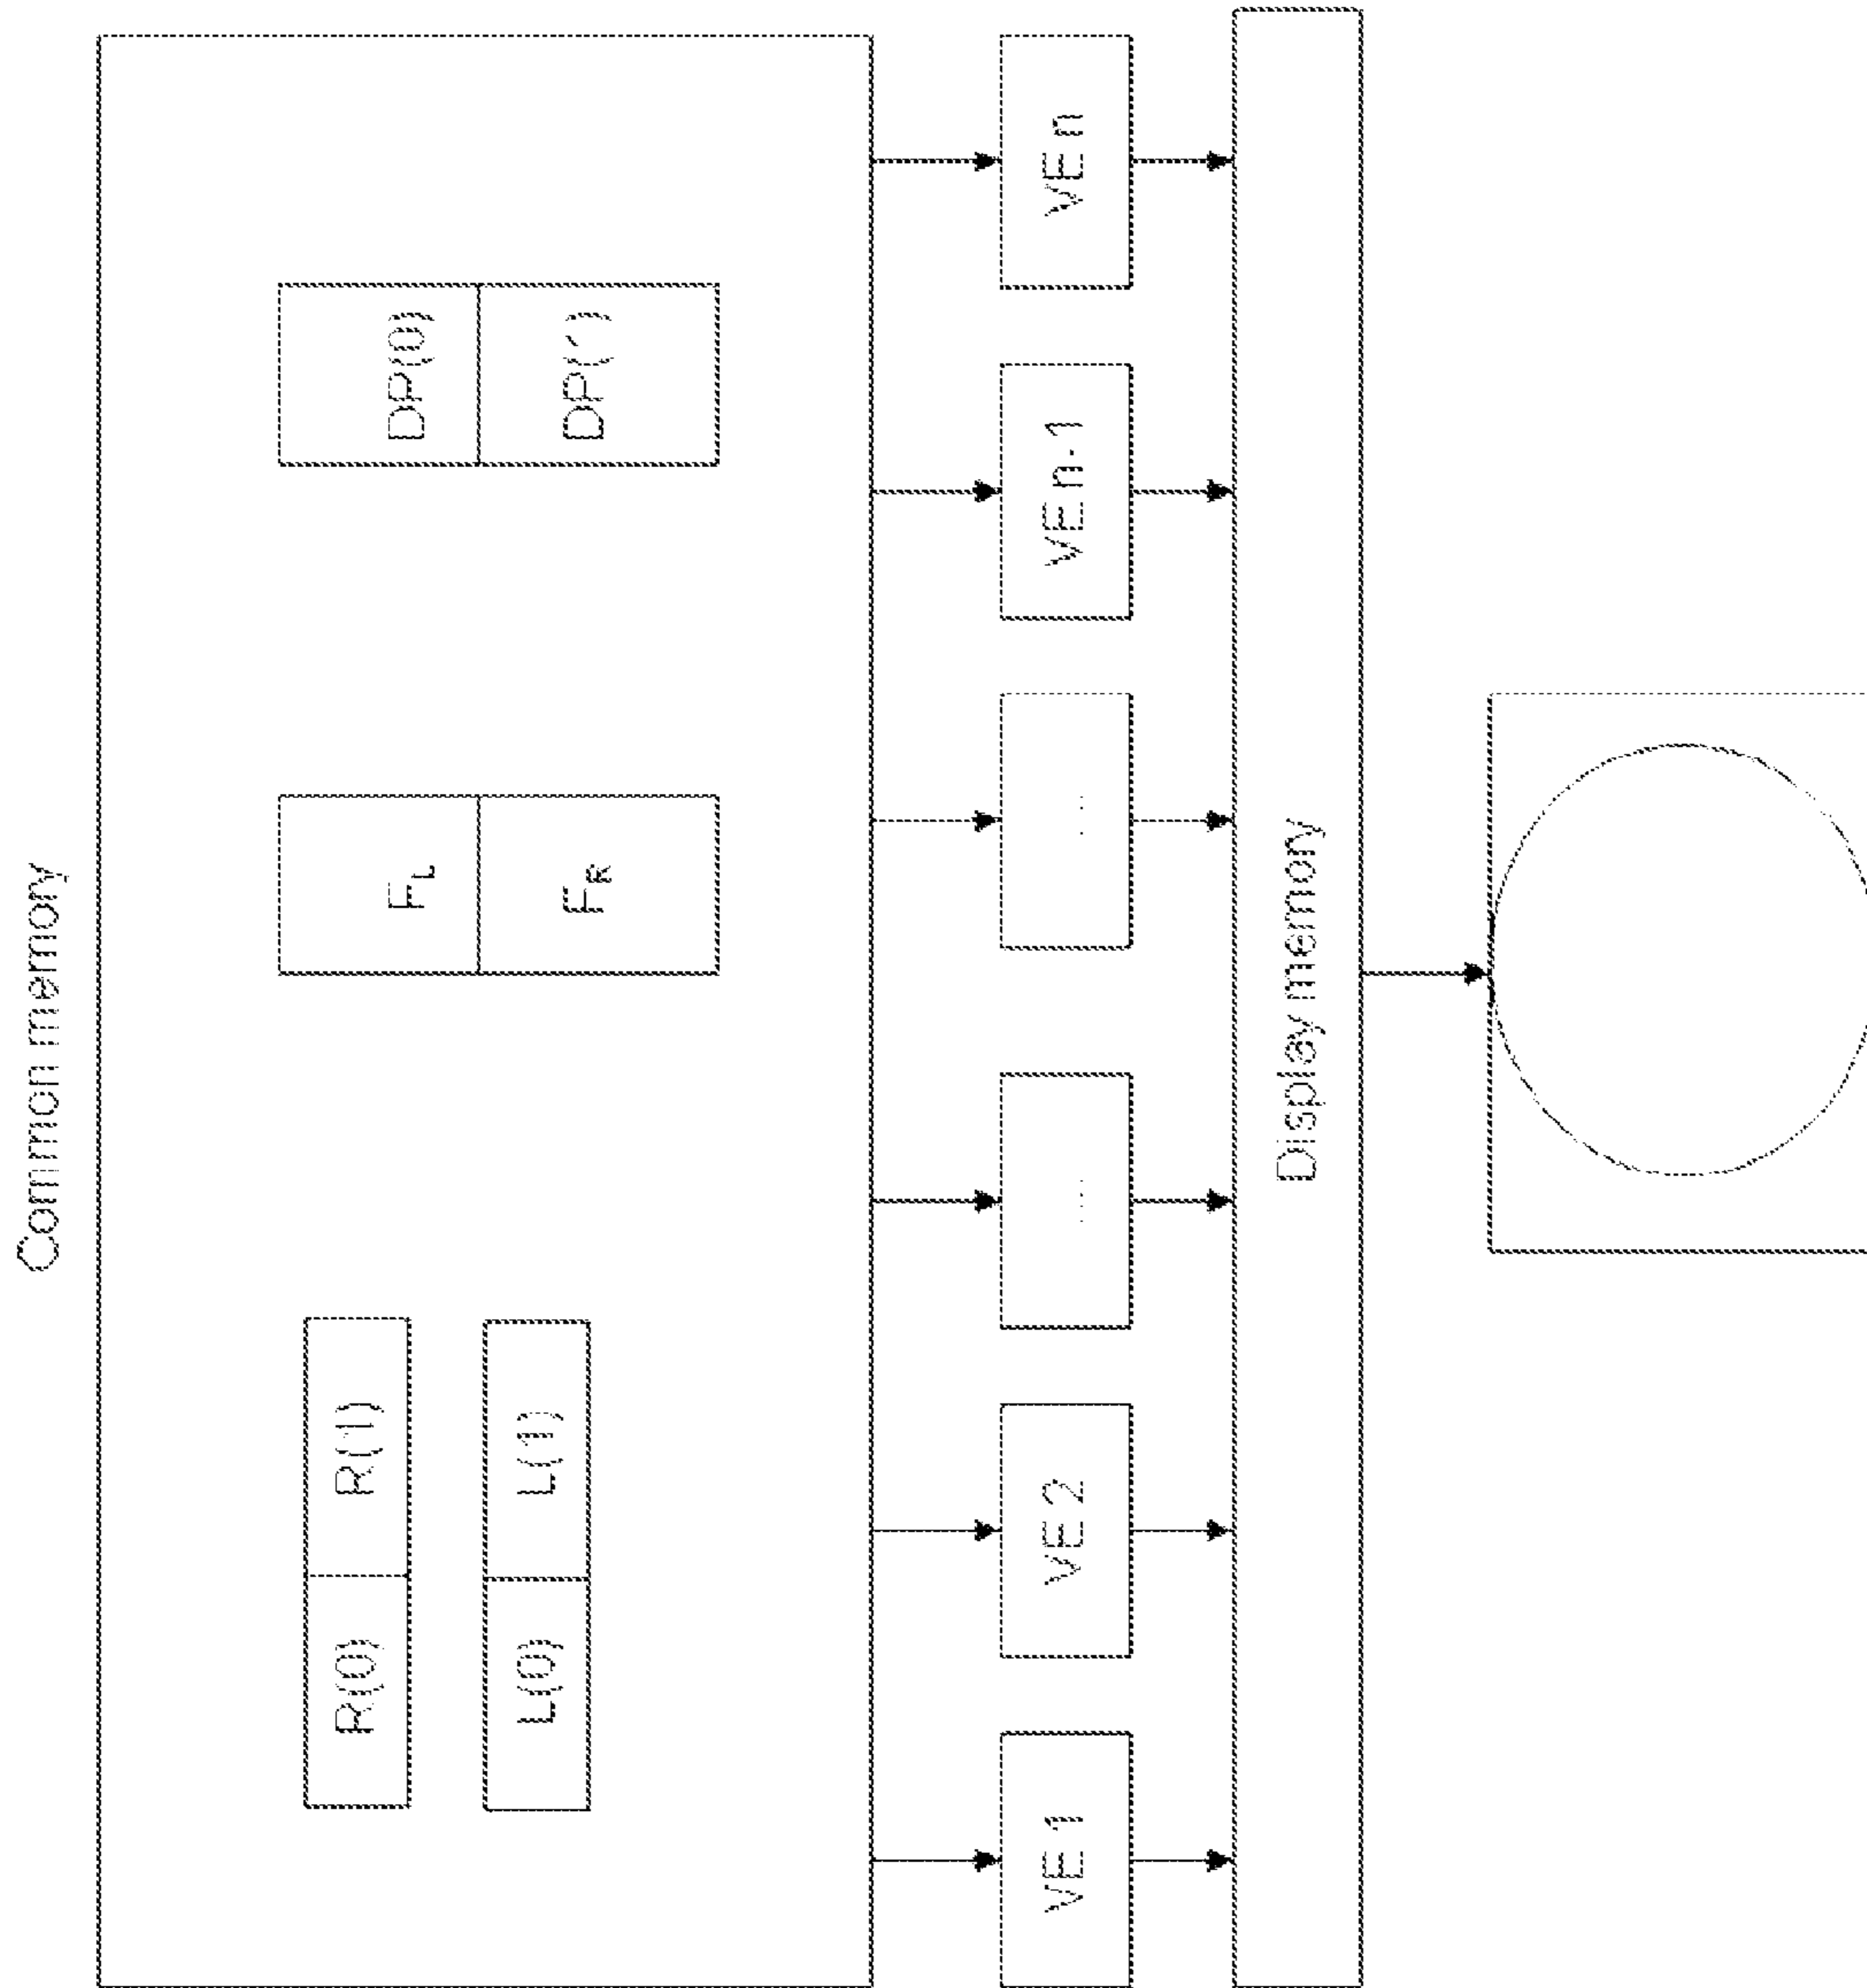 Common memory
R(0) R(1) F_L DP(0)
L(0) L(1) F_R DP(1)
VE 1 VE 2 .... ... VE n-1 VE n
Display memory